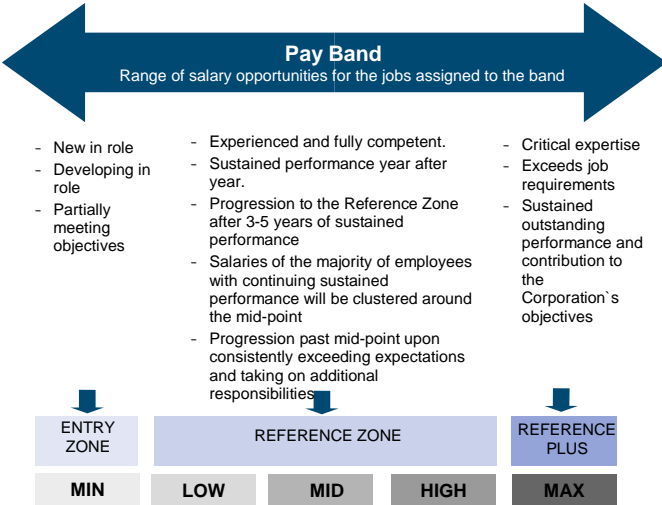 Pay Band
Range of salary opportunities for the jobs assigned to the band
- New in role
- Developing in
role
- Partially
meeting
objectives
- Experienced and fully competent.
- Sustained performance year after
year.
- Progression to the Reference Zone
after 3-5 years of sustained
performance
- Salaries of the majority of employees
with continuing sustained
performance will be clustered around
the mid-point
- Progression past mid-point upon
consistently exceeding expectations
and taking on additional
responsibilities
- Critical expertise
- Exceeds job
requirements
- Sustained
outstanding
performance and
contribution to
the
Corporation`s
objectives
ENTRY
ZONE
REFERENCE ZONE
REFERENCE
PLUS
MIN
LOW
MID
HIGH
MAX